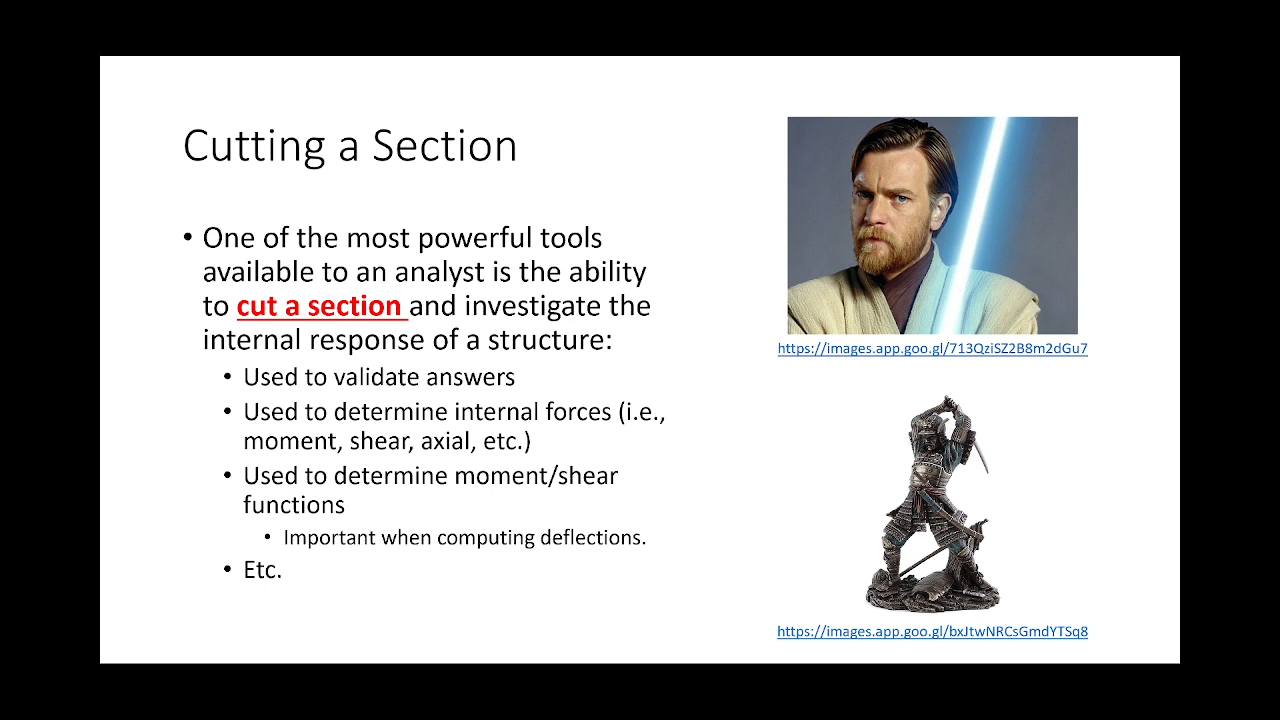 Cutting a Section
• One of the most powerful tools
available to an analyst is the ability
to cut a section and investigate the
internal response of a structure:
• Used to validate answers
• Used to determine internal forces (i.e.,
moment, shear, axial, etc.)
• Used to determine moment/shear
functions
• Important when computing deflections.
• Etc.
https://images.app.goo.gl/713QziSZ2B8m2dGu7
https://images.app.goo.gl/bxJtwNRCsGmdYTSq8